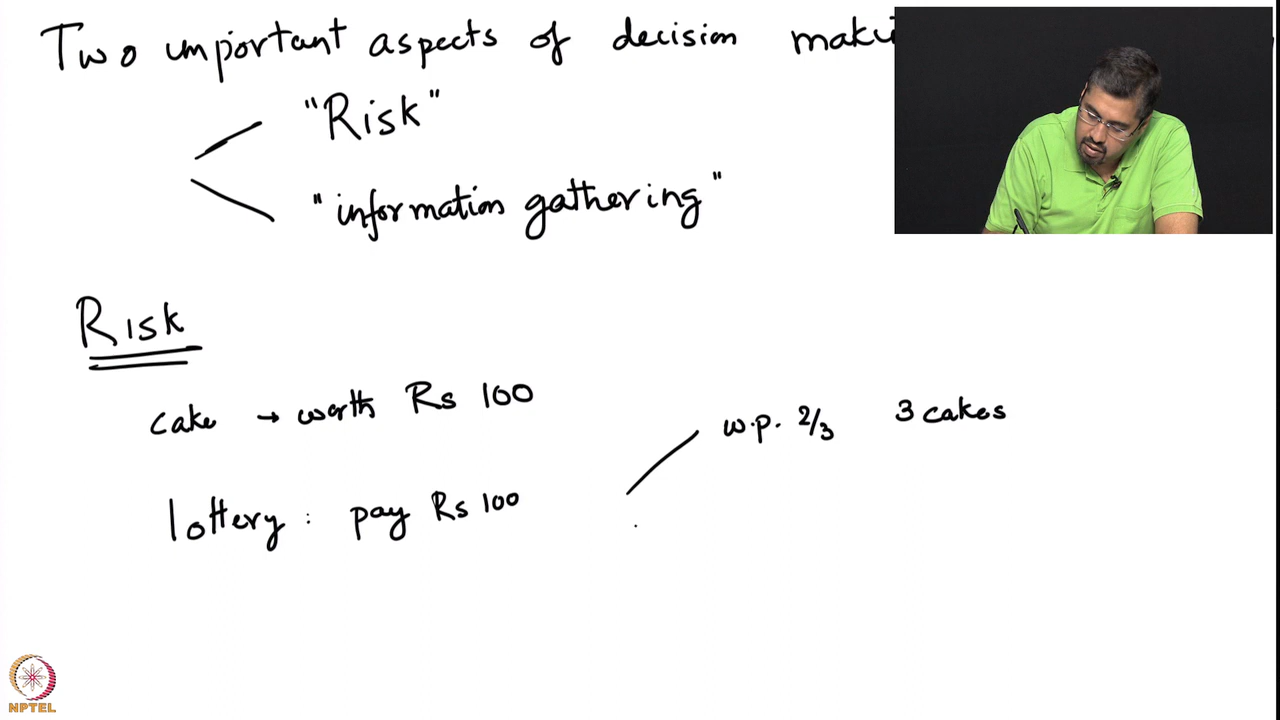 Two important aspects of decision maki
"Risk"
"information gathering"
Risk
cake → worth Rs 100
w.p. 2/3 3 cakes
lottery : pay Rs 100
NPTEL